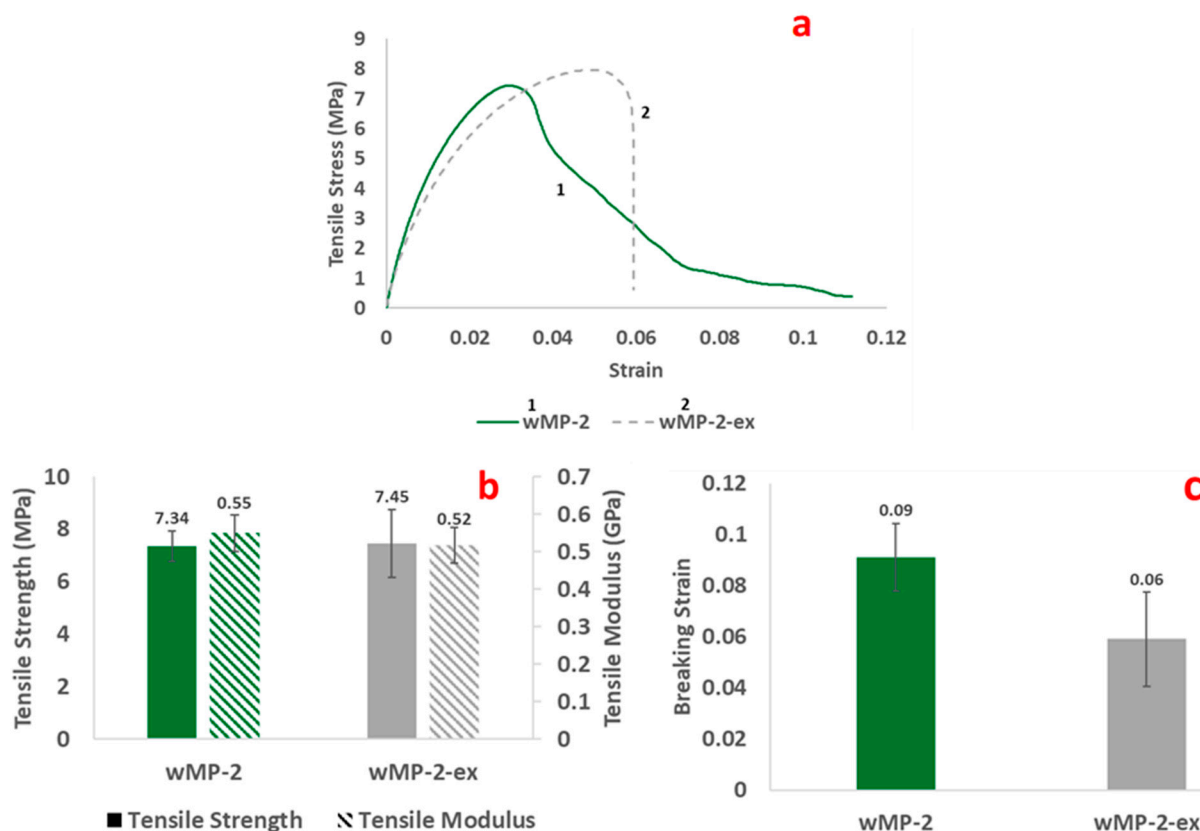 a
9
8
7
6
5
4
3
2
1
0
Tensile Stress (MPa)
1
2
0 0.02 0.04 0.06 0.08 0.1 0.12
Strain
1 wMP-2 2 wMP-2-ex
b
10
8
6
4
2
0
Tensile Strength (MPa)
7.34 0.55 7.45 0.52
0.7
0.6
0.5
0.4
0.3
0.2
0.1
0
Tensile Modulus (GPa)
wMP-2 wMP-2-ex
Tensile Strength Tensile Modulus
c
0.12
0.1
0.08
0.06
0.04
0.02
0
Breaking Strain
0.09
0.06
wMP-2 wMP-2-ex